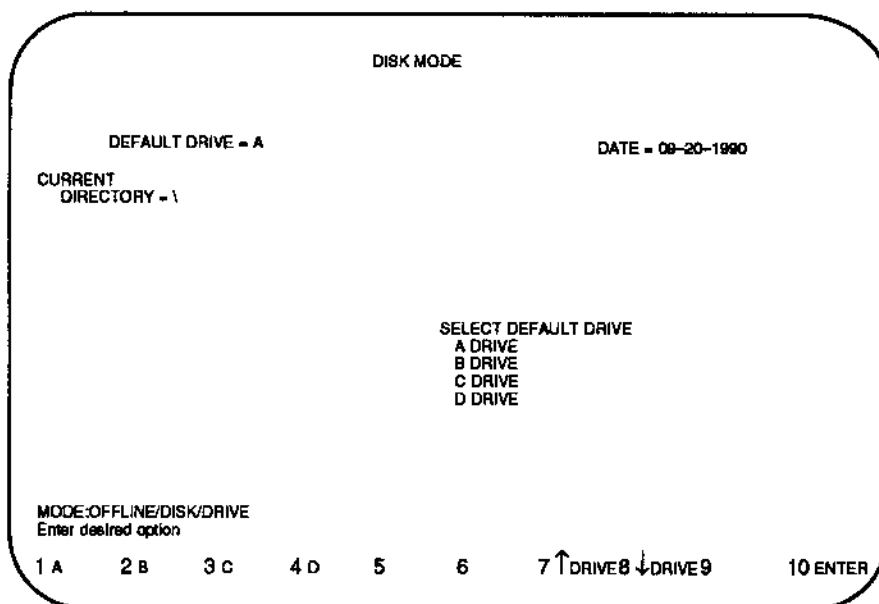 DISK MODE
DEFAULT DRIVE = A
DATE = 09-20-1990
CURRENT
DIRECTORY = \
SELECT DEFAULT DRIVE
A DRIVE
B DRIVE
C DRIVE
D DRIVE
MODE:OFFLINE/DISK/DRIVE
Enter desired option
1 A 2 B 3 C 4 D 5 6 7 ↑DRIVE 8 ↓DRIVE 9 10 ENTER